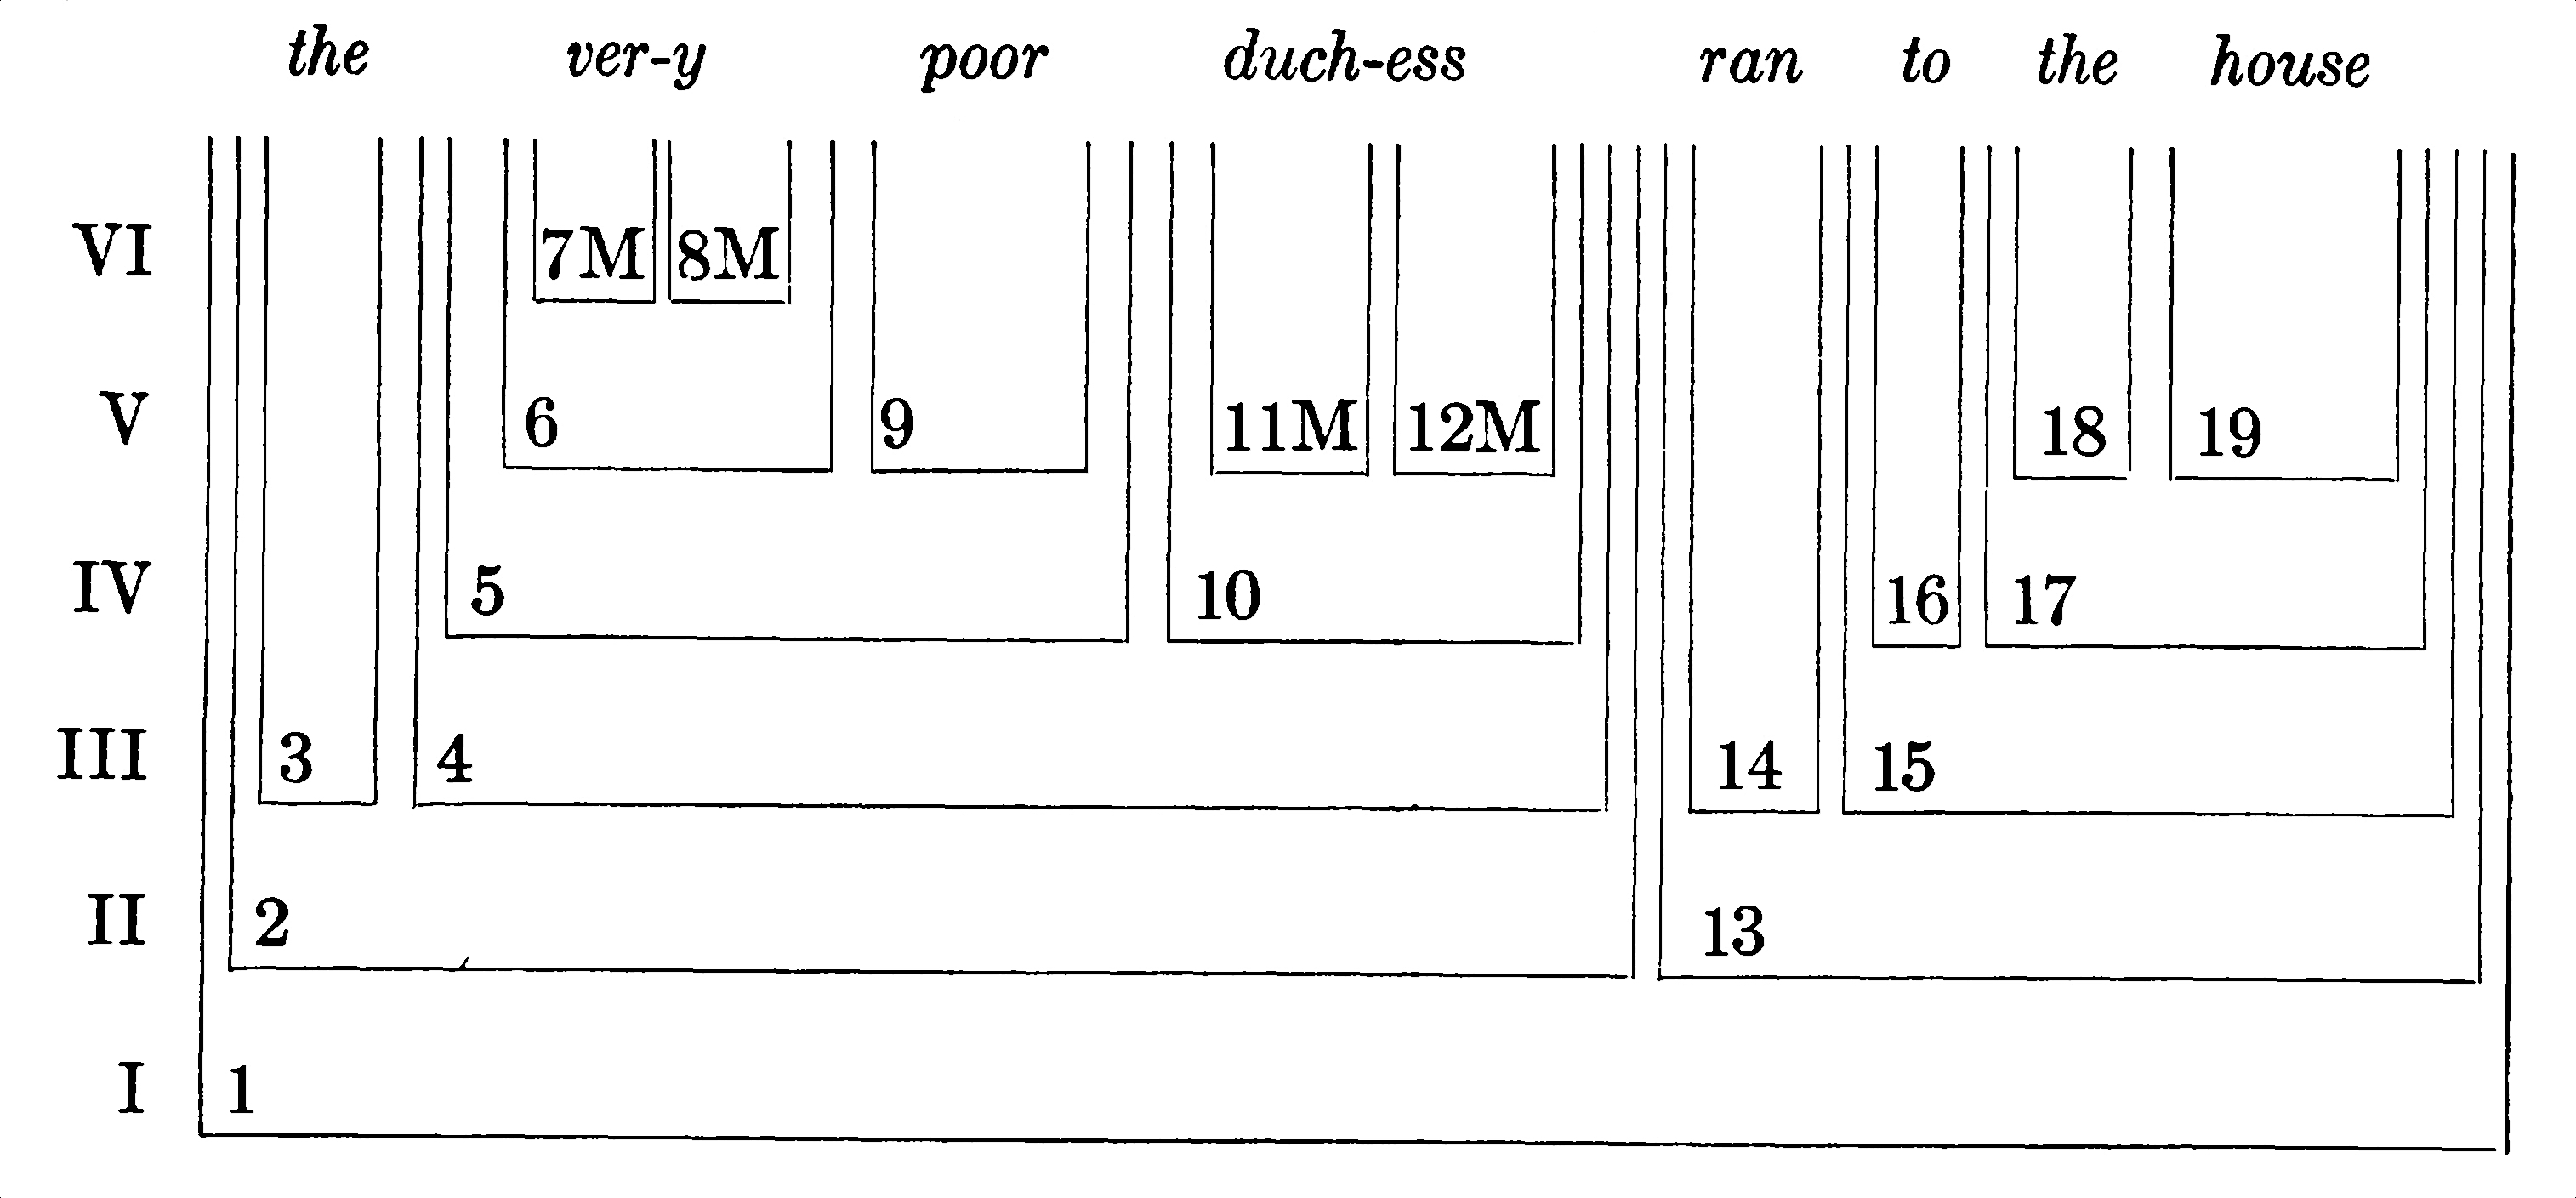 the ver-y poor duch-ess ran to the house
VI 7M 8M
V 6 9 11M 12M 18 19
IV 5 10 16 17
III 3 4 14 15
II 2 13
I 1